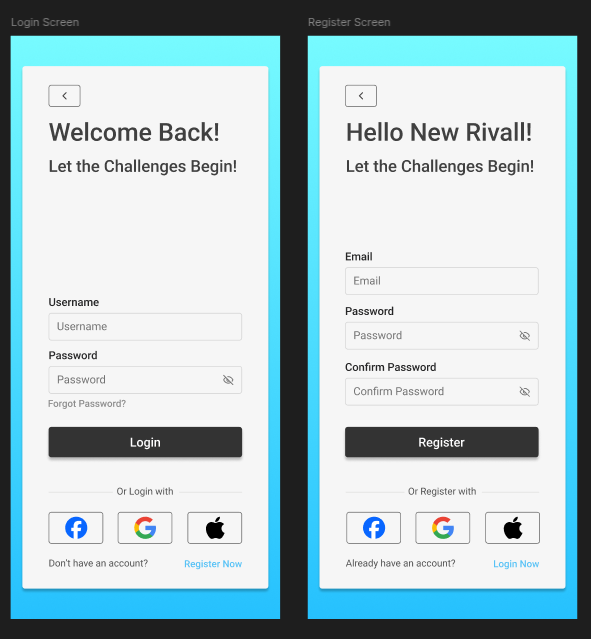 Login Screen
Welcome Back!
Let the Challenges Begin!
Username
Username
Password
Password
Forgot Password?
Login
Or Login with
Don't have an account?
Register Now
Register Screen
Hello New Rivall!
Let the Challenges Begin!
Email
Email
Password
Password
Confirm Password
Confirm Password
Register
Or Register with
Already have an account?
Login Now